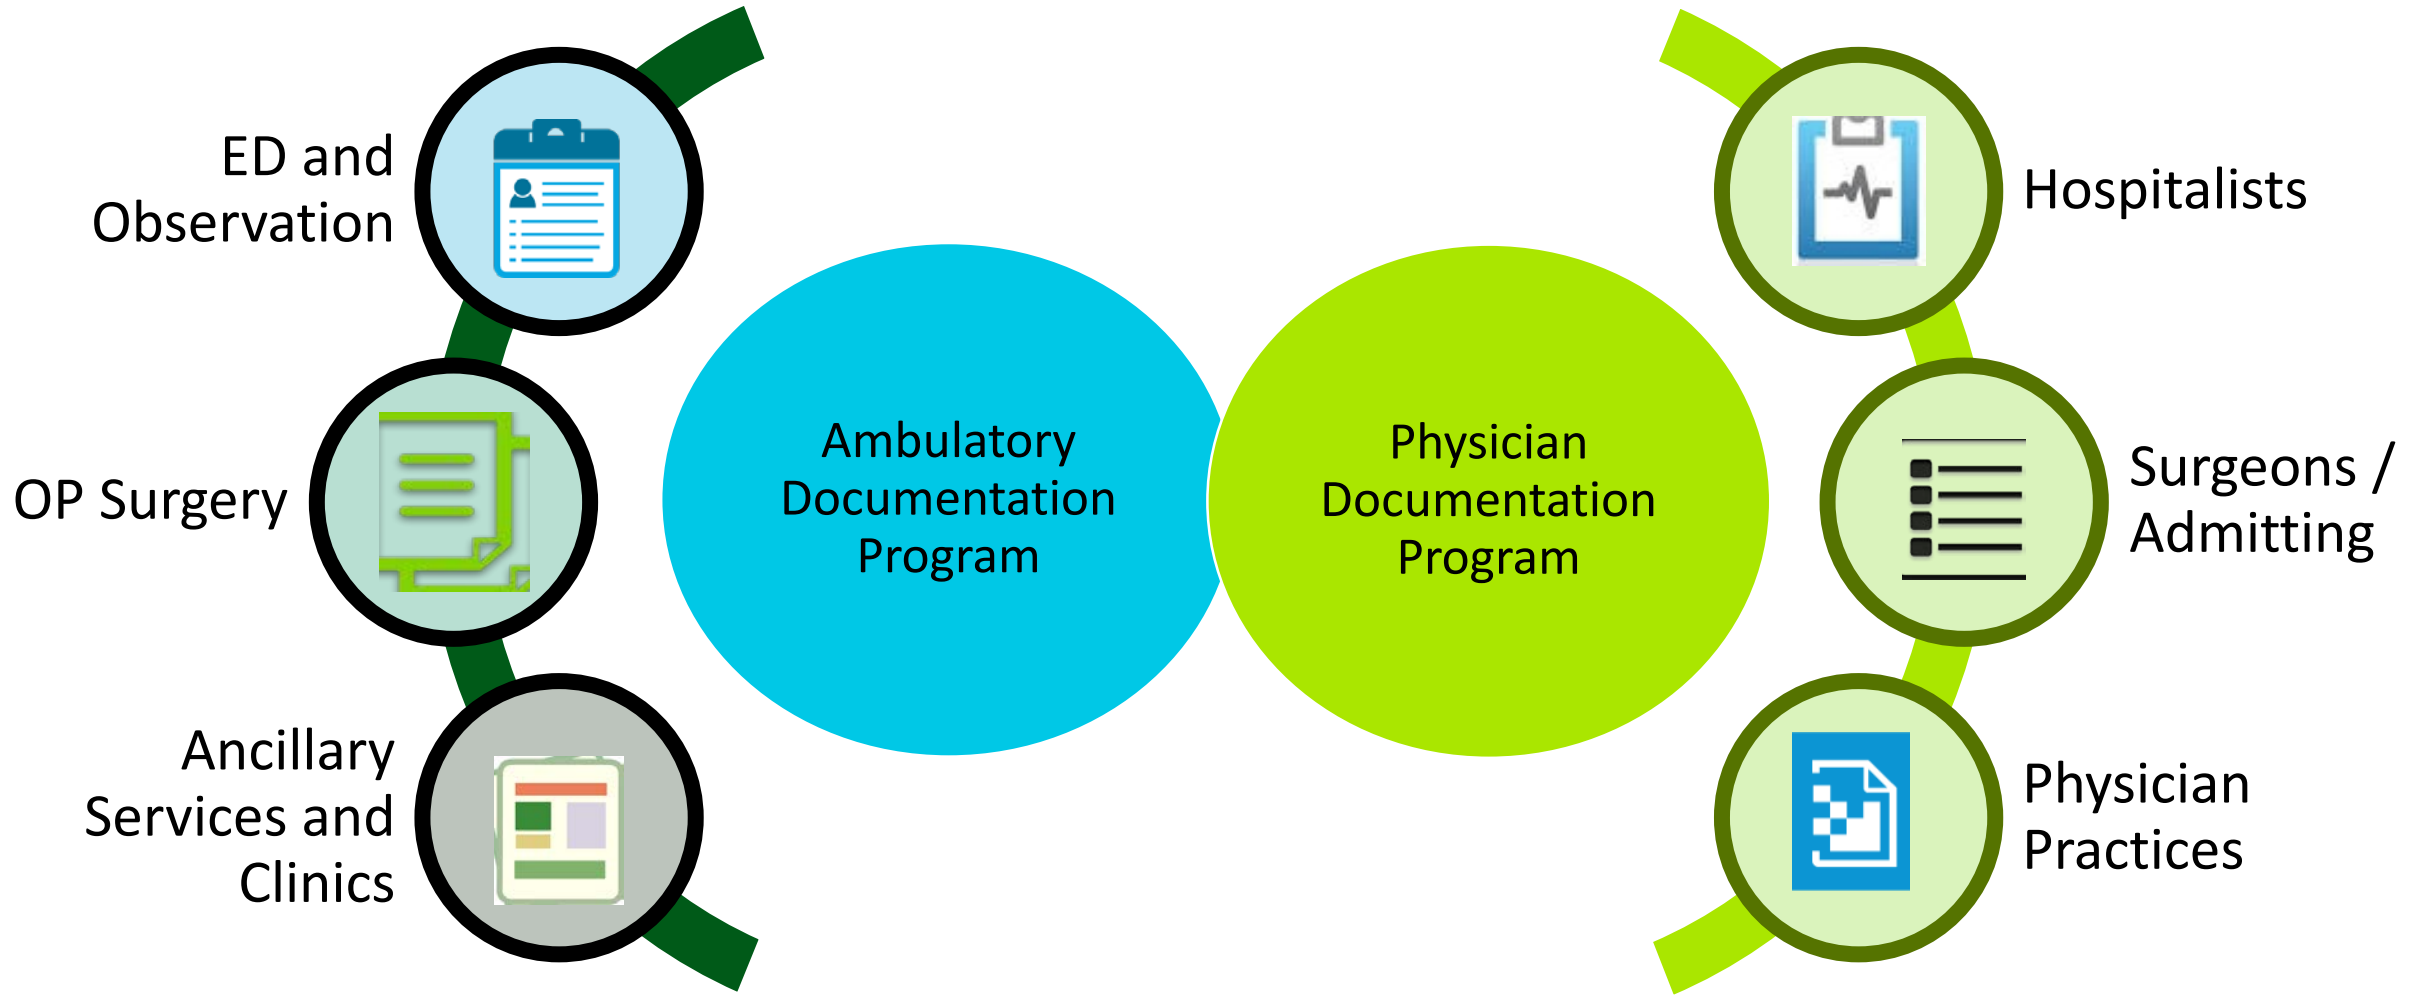 ED and
Observation
OP Surgery
Ancillary
Services and
Clinics
Ambulatory
Documentation
Program
Physician
Documentation
Program
Hospitalists
Surgeons /
Admitting
Physician
Practices